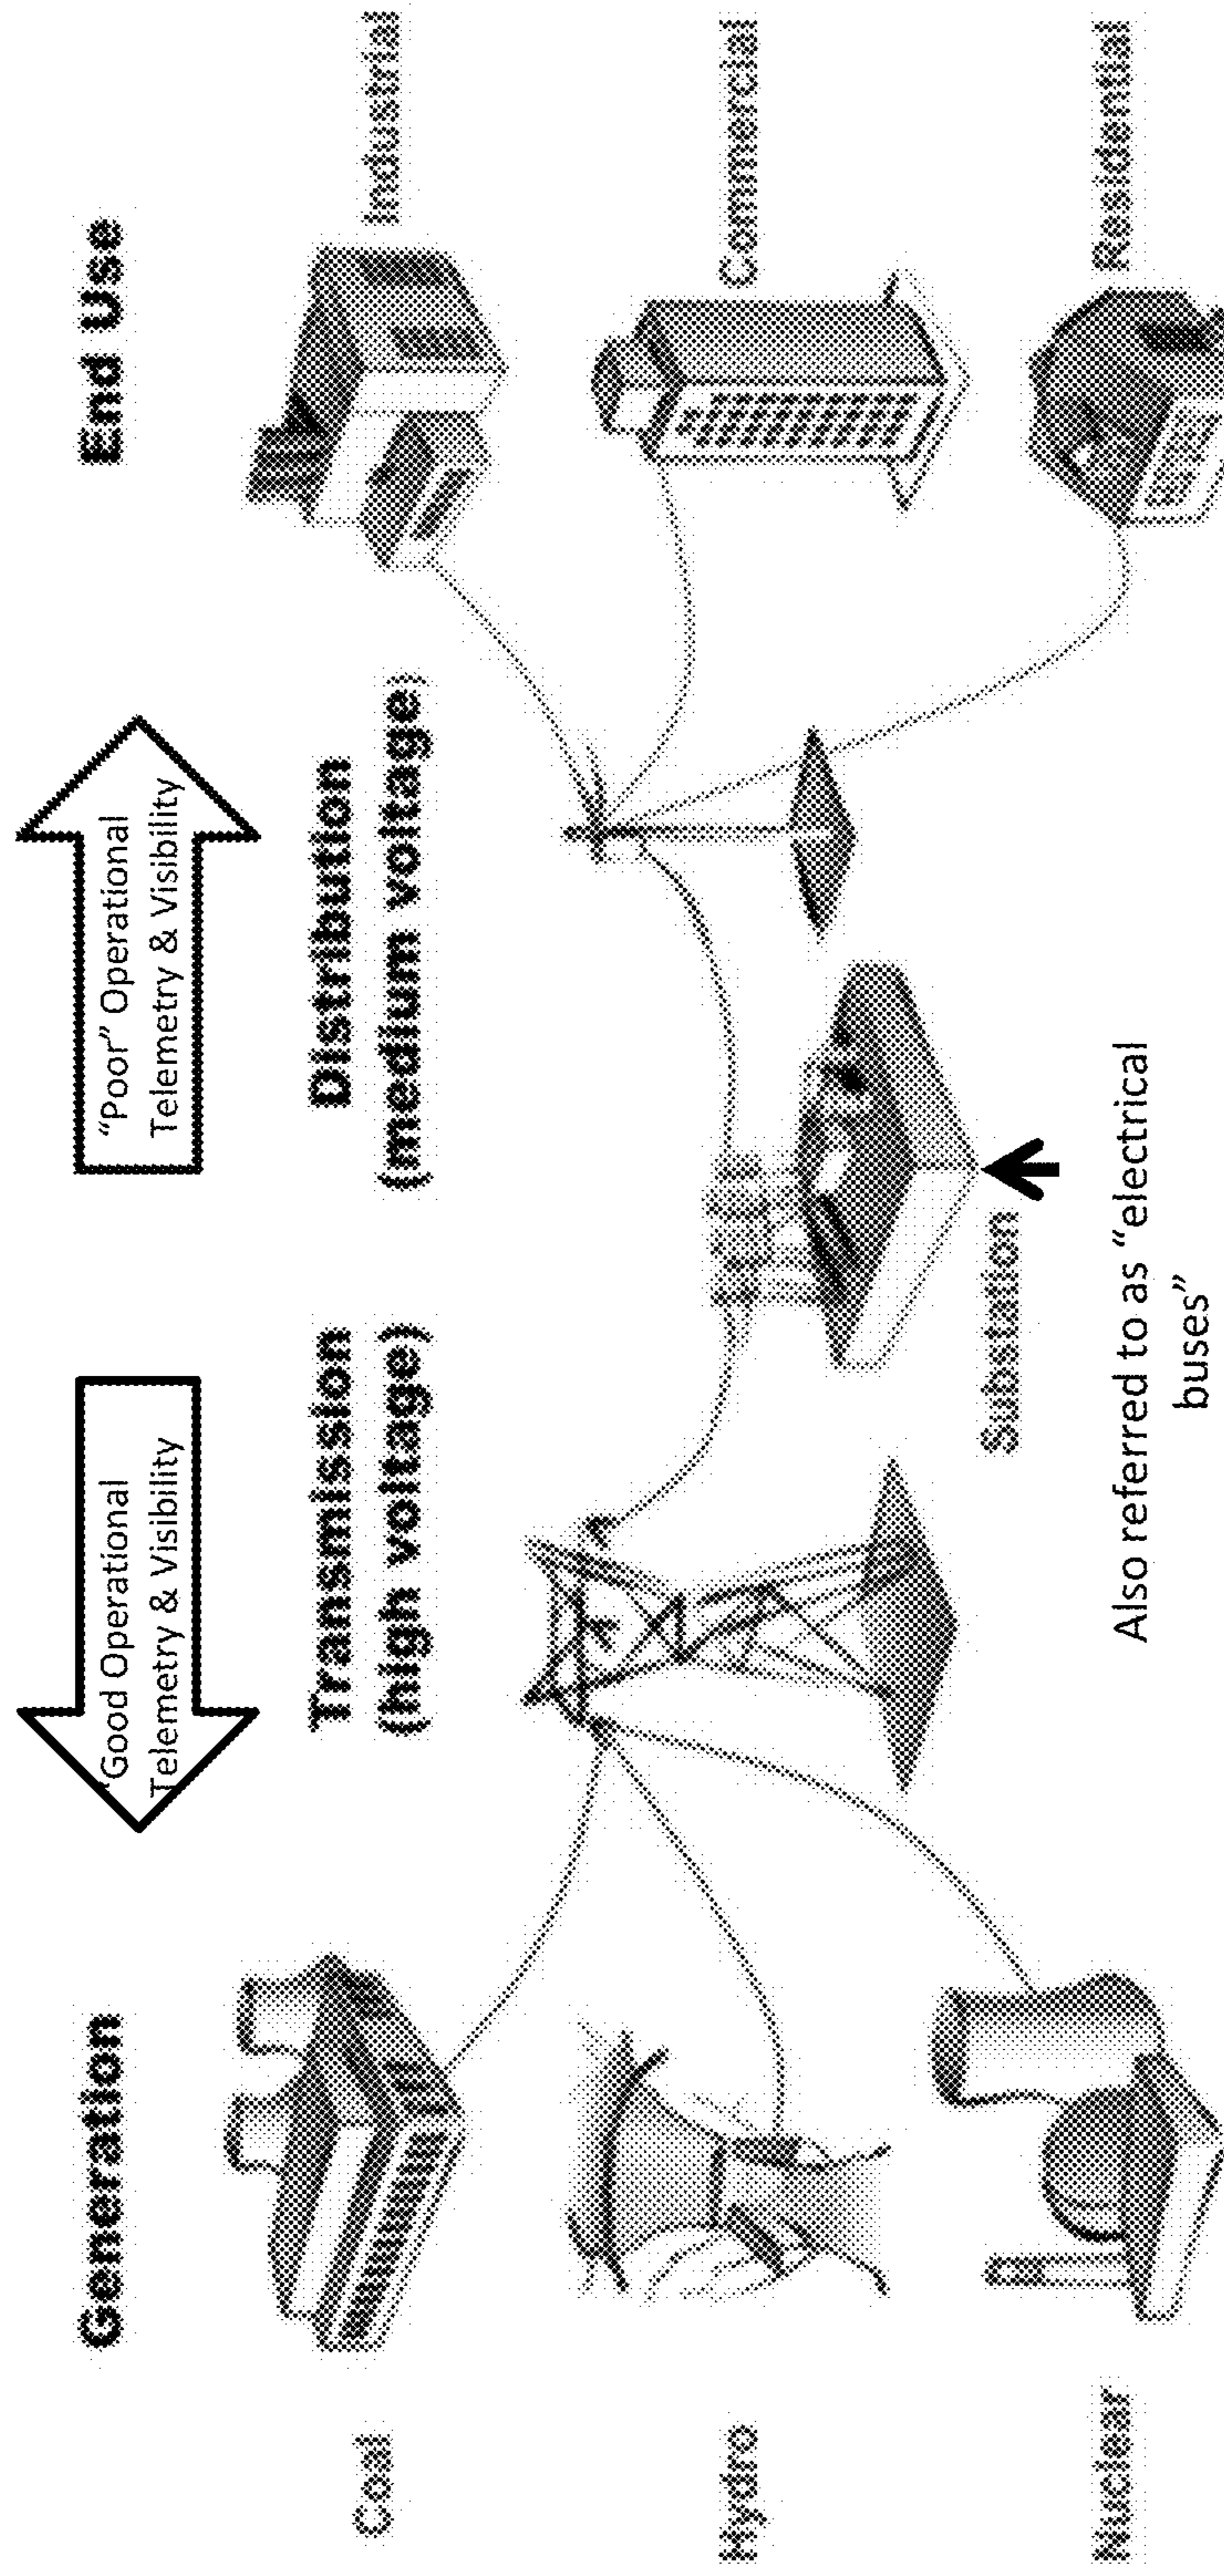 Generation
"Good Operational
Telemetry & Visibility
"Poor" Operational
Telemetry & Visibility
End Use
Transmission
(high voltage)
Distribution
(medium voltage)
Coal
Hydro
Nuclear
Industrial
Commercial
Residential
Substation
Also referred to as "electrical
buses"